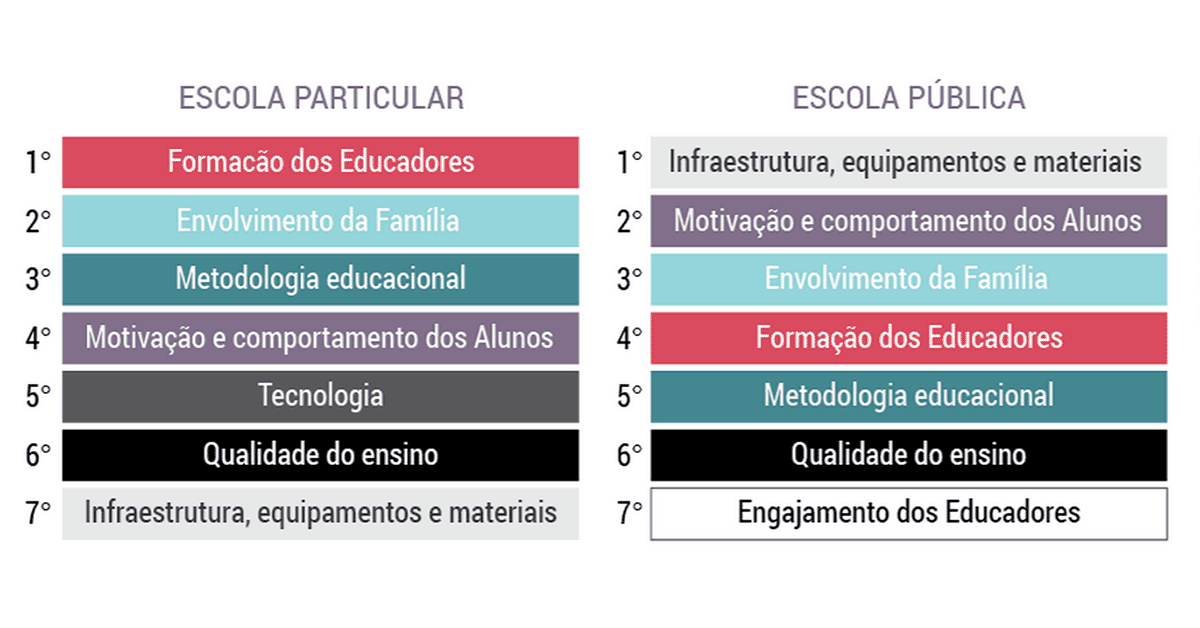 ESCOLA PARTICULAR
1° Formacão dos Educadores
2° Envolvimento da Família
3° Metodologia educacional
4° Motivação e comportamento dos Alunos
5° Tecnologia
6° Qualidade do ensino
7° Infraestrutura, equipamentos e materiais
ESCOLA PÚBLICA
1° Infraestrutura, equipamentos e materiais
2° Motivação e comportamento dos Alunos
3° Envolvimento da Família
4° Formação dos Educadores
5° Metodologia educacional
6° Qualidade do ensino
7° Engajamento dos Educadores